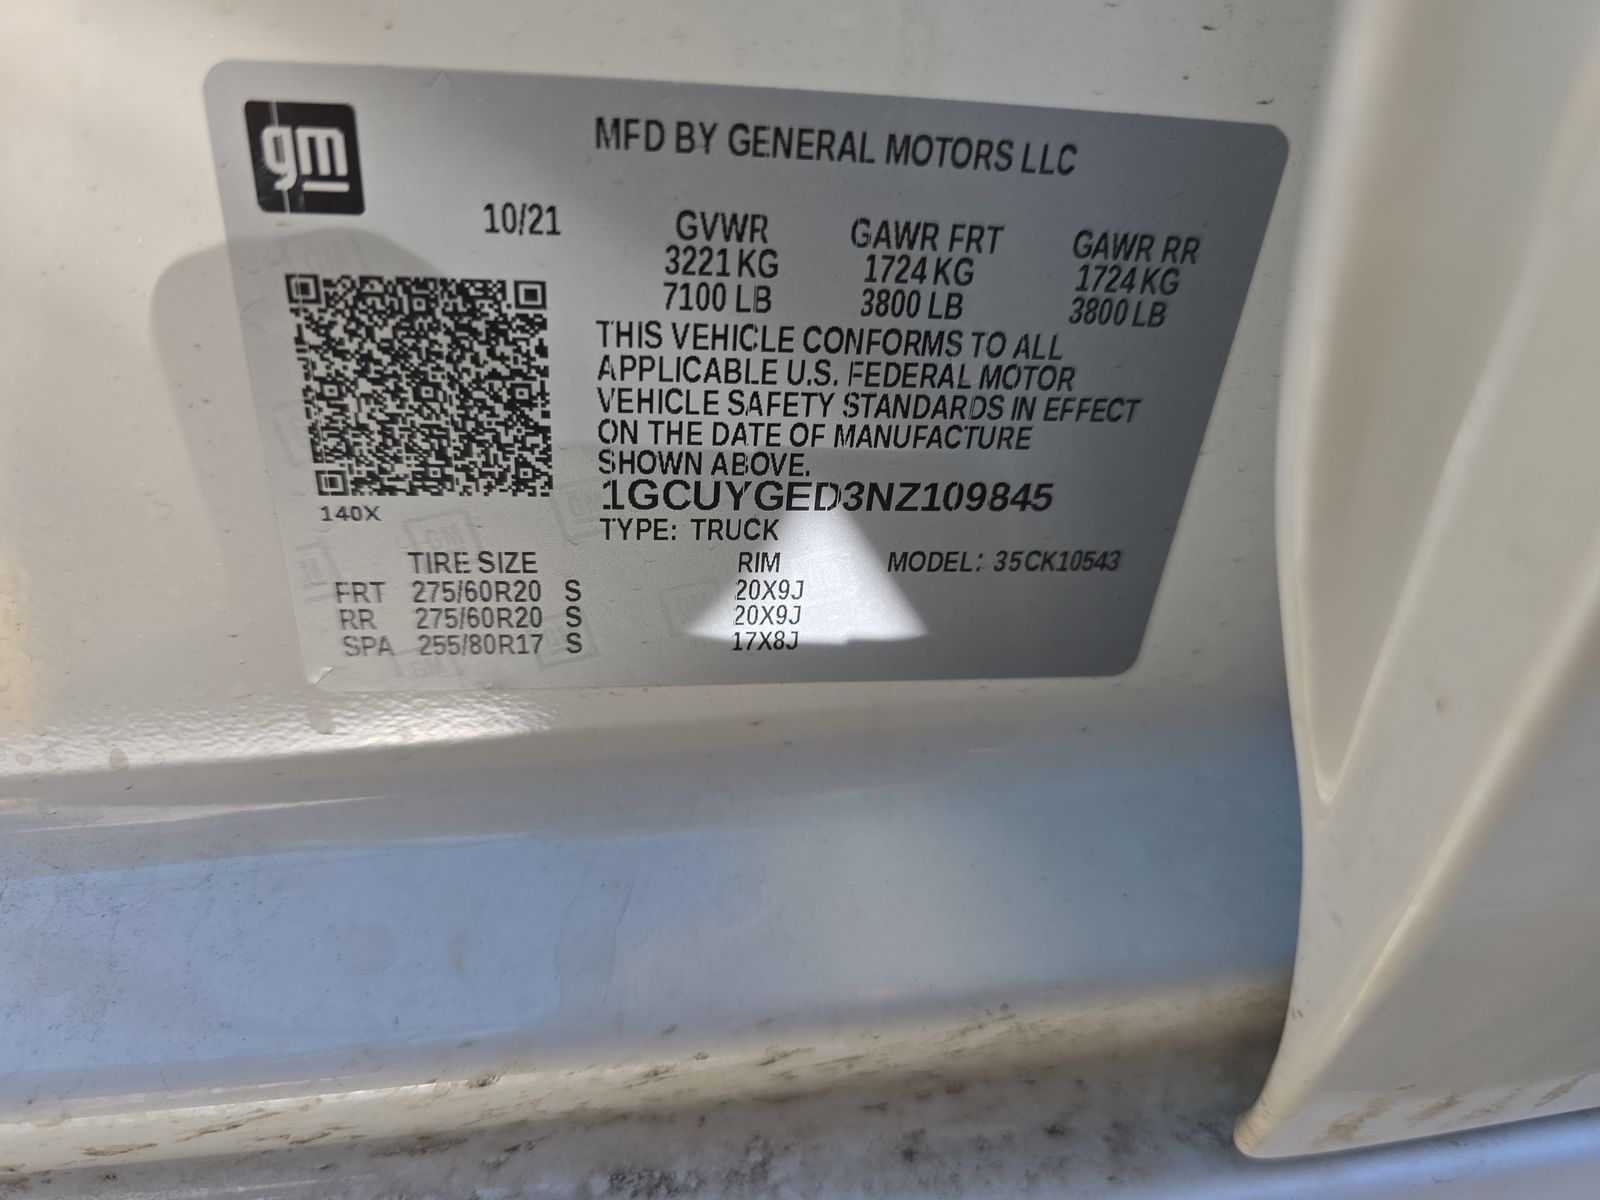 gm
MFD BY GENERAL MOTORS LLC
10/21 GVWR GAWR FRT GAWR RR
3221 KG 1724 KG 1724 KG
7100 LB 3800 LB 3800 LB
THIS VEHICLE CONFORMS TO ALL
APPLICABLE U.S. FEDERAL MOTOR
VEHICLE SAFETY STANDARDS IN EFFECT
ON THE DATE OF MANUFACTURE
SHOWN ABOVE.
1GCUYGED3NZ109845
140X
TYPE: TRUCK
TIRE SIZE RIM MODEL: 35CK10543
FRT 275/60R20 S 20X9J
RR 275/60R20 S 20X9J
SPA 255/80R17 S 17X8J